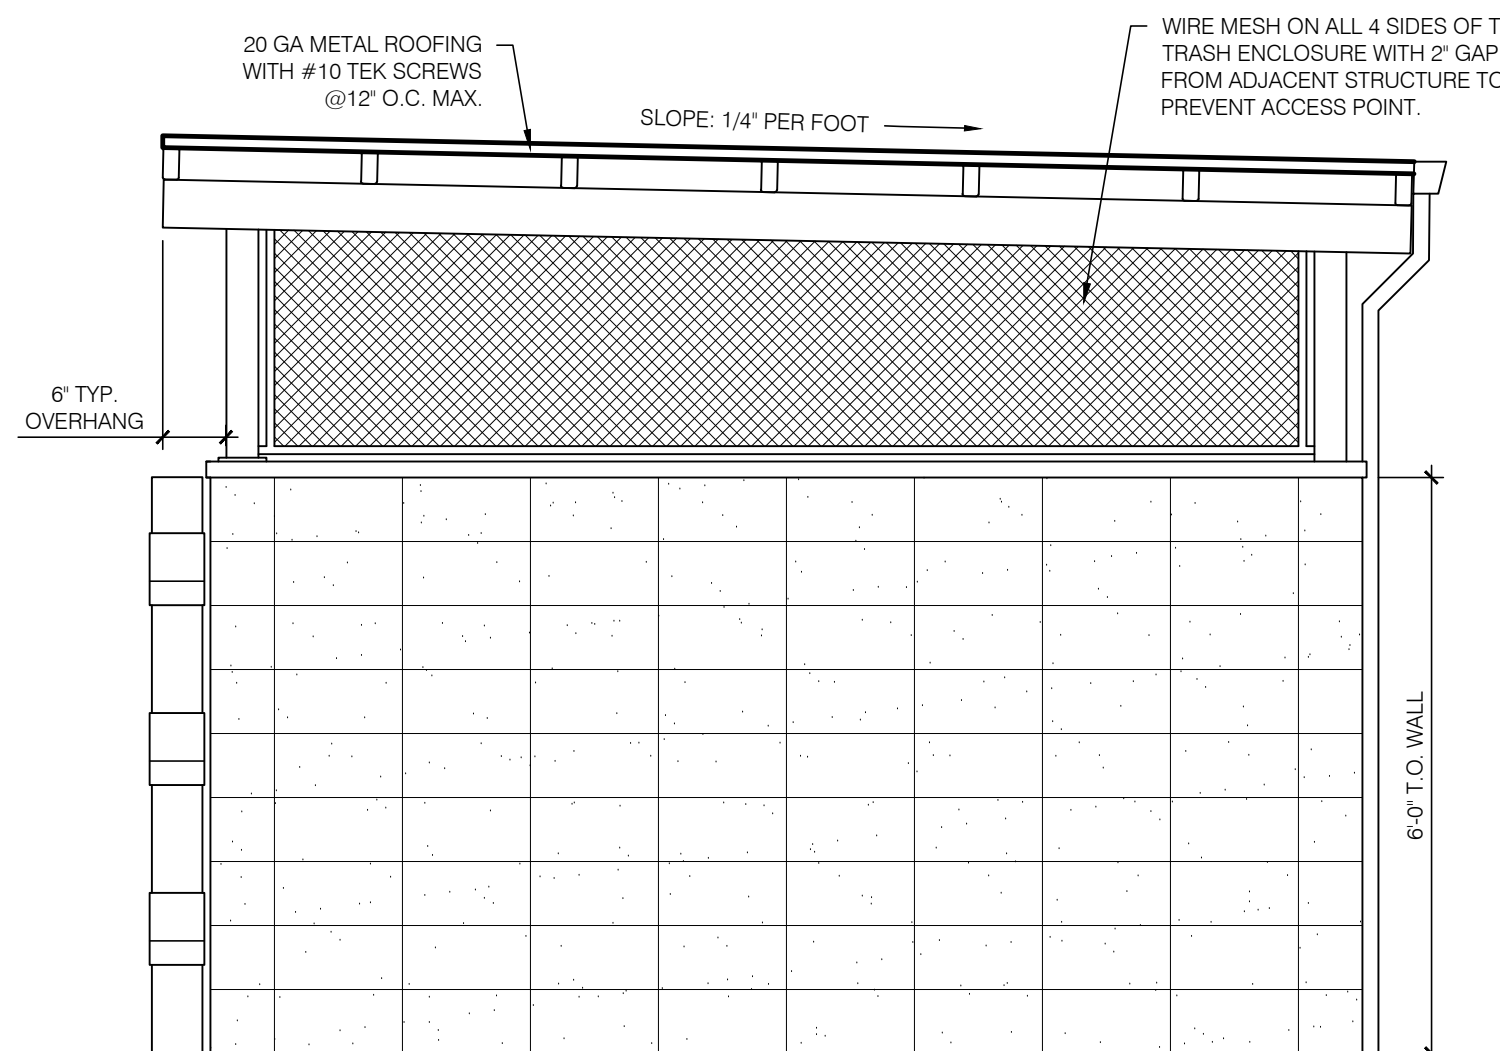 20 GA METAL ROOFING
WITH #10 TEK SCREWS
@12" O.C. MAX.
SLOPE: 1/4" PER FOOT
WIRE MESH ON ALL 4 SIDES OF
TRASH ENCLOSURE WITH 2" GAP
FROM ADJACENT STRUCTURE TO
PREVENT ACCESS POINT.
6" TYP.
OVERHANG
6'-0" T.O. WALL